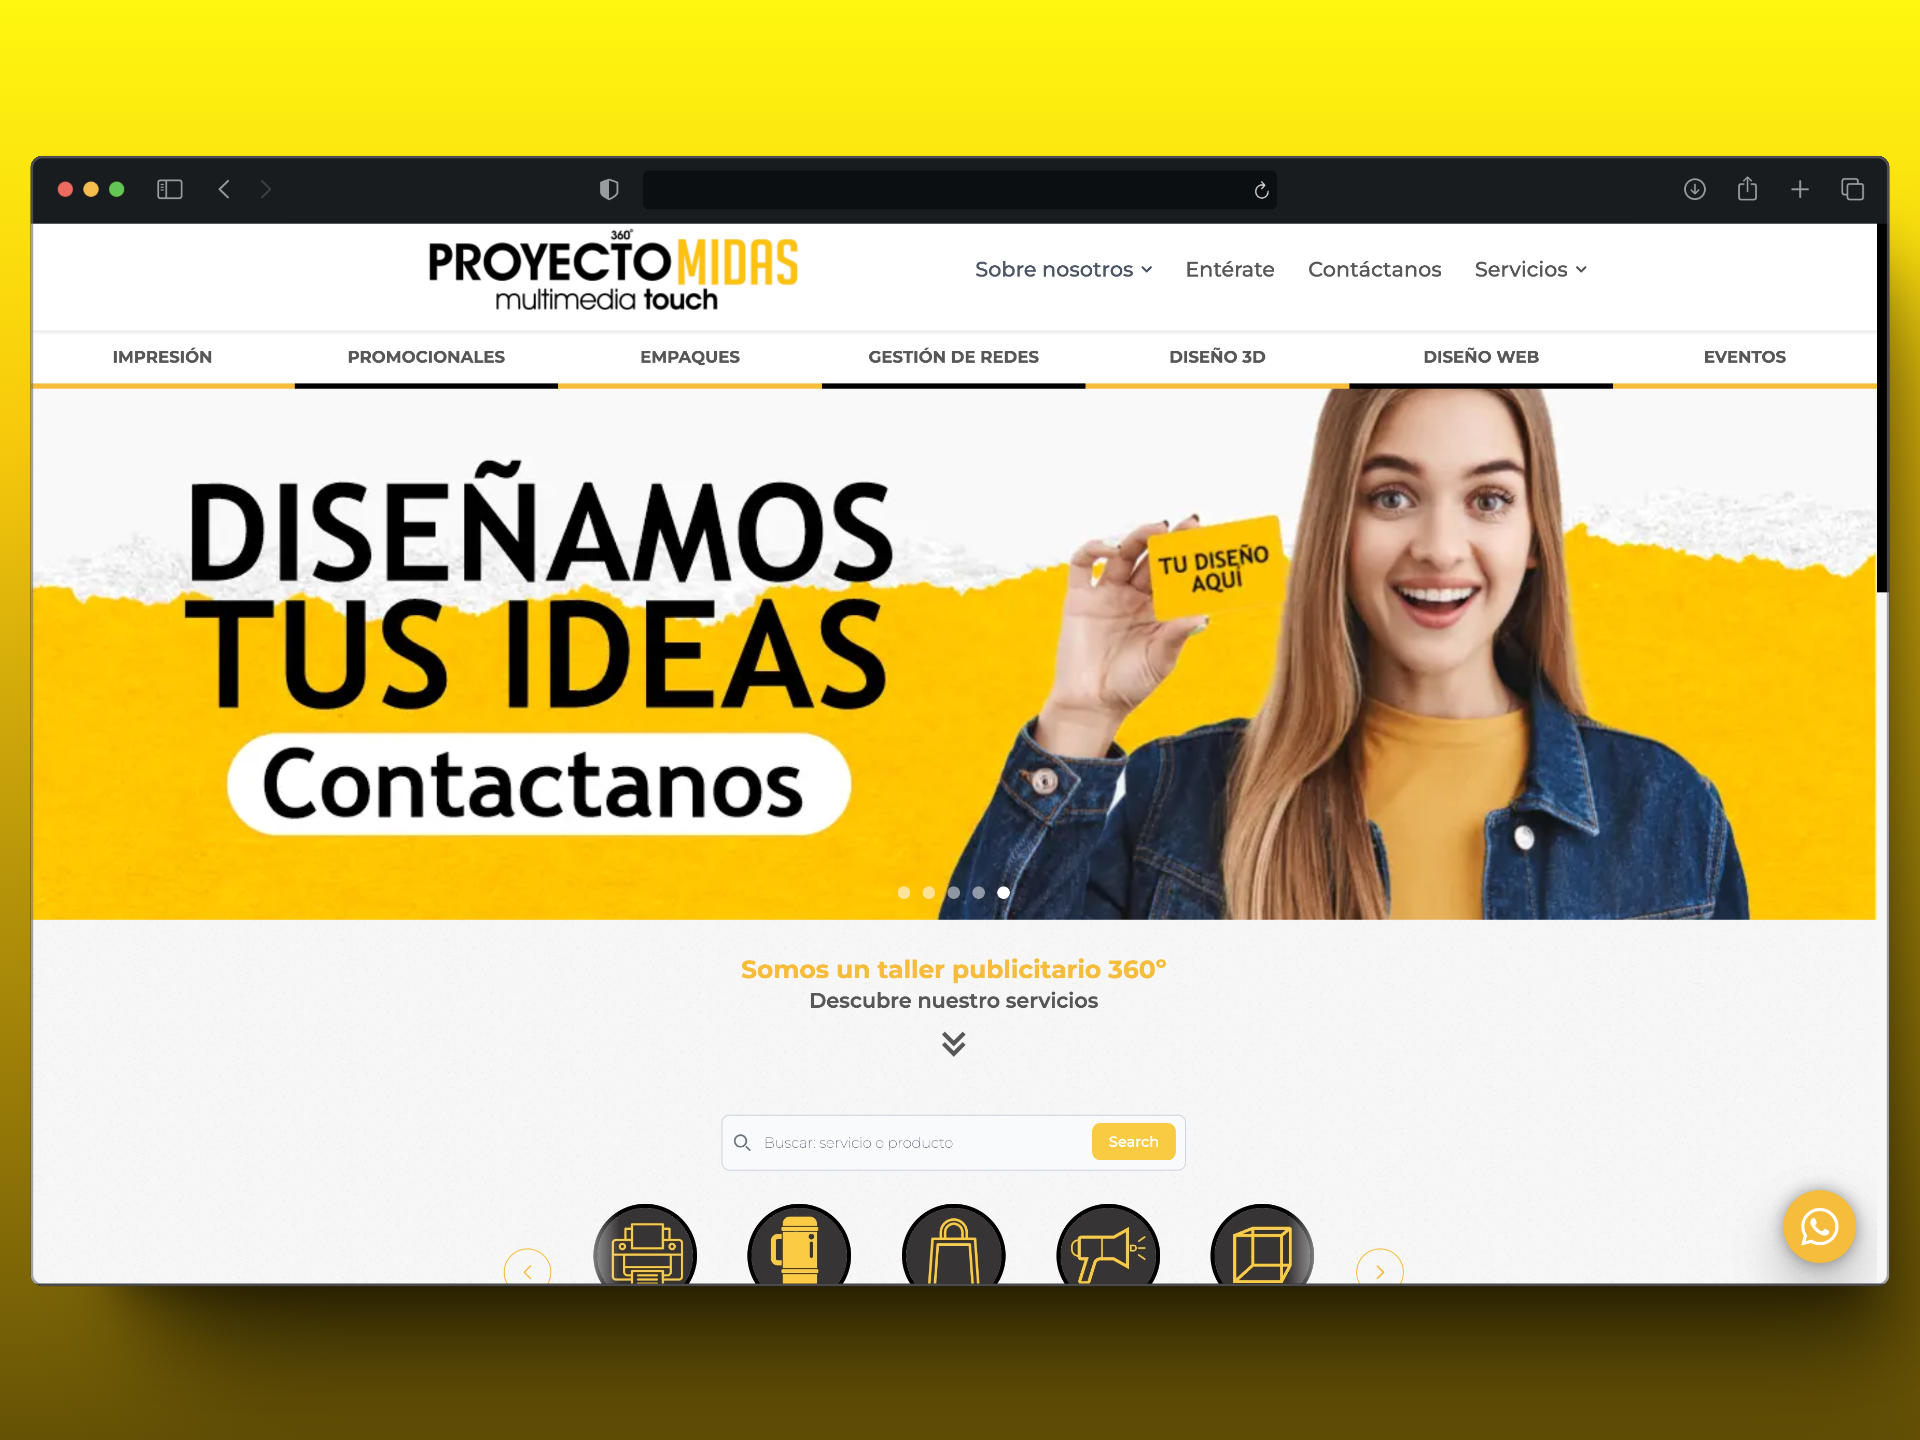 360°
PROYECTO MIDAS
multimedia touch
Sobre nosotros
Entérate
Contáctanos
Servicios
IMPRESIÓN
PROMOCIONALES
EMPAQUES
GESTIÓN DE REDES
DISEÑO 3D
DISEÑO WEB
EVENTOS
DISEÑAMOS
TUS IDEAS
Contactanos
TU DISEÑO
AQUÍ
Somos un taller publicitario 360º
Descubre nuestro servicios
Buscar: servicio o producto
Search